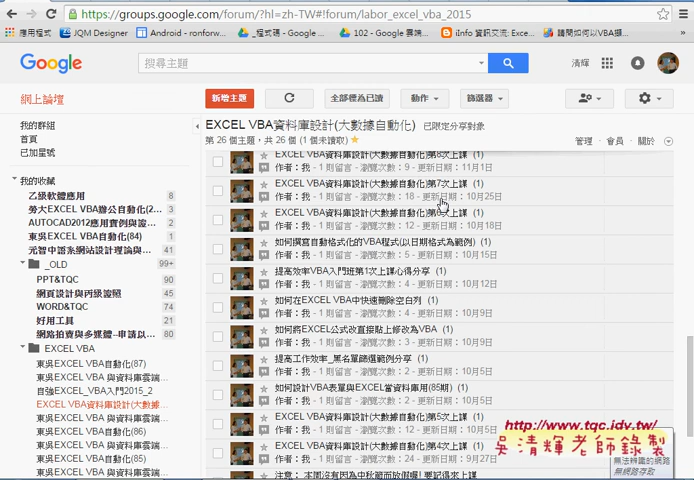 https://groups.google.com/forum/?hl=zh-TW#!forum/labor_excel_vba_2015
應用程式
JQM Designer
Android - ronforw...
_程式碼 - Google ...
102 - Google 雲端...
iInfo 資訊交流: Exce...
請問如何以VBA擷...
Google
搜尋主題
清輝
網上論壇
新增主題
全部標為已讀
動作
篩選器
EXCEL VBA資料庫設計(大數據自動化) 已限定分享對象
第 26 個主題，共 26 個 (1 個未讀取)
管理 · 會員 · 關於
我的群組
首頁
已加星號
我的收藏
乙級軟體應用 8
勞大EXCEL VBA辦公自動化(2... 3
AUTOCAD2012應用實例與證... 2
東吳EXCEL VBA自動化(84) 1
元智中語系網站設計理論與...
_OLD 99+
PPT&TQC 90
網頁設計與丙級證照 45
WORD&TQC 74
好用工具 21
網路拍賣與多媒體--申請以... 80
EXCEL VBA
東吳EXCEL VBA自動化(87)
東吳EXCEL VBA 與資料庫雲端...
自強EXCEL_VBA入門2015_2
EXCEL VBA資料庫設計(大數據...
東吳EXCEL VBA 與資料庫雲端...
東吳EXCEL VBA自動化(86)
東吳EXCEL VBA 與資料庫雲端...
東吳EXCEL VBA自動化(85)
東吳EXCEL VBA 與資料庫雲端...
EXCEL VBA資料庫設計(大數據自動化)第8次上課 (1)
作者：我 - 1 則留言 - 瀏覽次數：9 - 更新日期：11月1日
EXCEL VBA資料庫設計(大數據自動化)第7次上課 (1)
作者：我 - 1 則留言 - 瀏覽次數：18 - 更新日期：10月25日
EXCEL VBA資料庫設計(大數據自動化)第6次上課 (1)
作者：我 - 1 則留言 - 瀏覽次數：12 - 更新日期：10月18日
如何撰寫自動格式化的VBA程式(以日期格式為範例) (1)
作者：我 - 1 則留言 - 瀏覽次數：5 - 更新日期：10月15日
提高效率VBA入門班第1次上課心得分享 (1)
作者：我 - 1 則留言 - 瀏覽次數：4 - 更新日期：10月12日
如何在EXCEL VBA中快速刪除空白列 (1)
作者：我 - 1 則留言 - 瀏覽次數：4 - 更新日期：10月9日
如何將EXCEL公式改直接貼上修改為VBA (1)
作者：我 - 1 則留言 - 瀏覽次數：3 - 更新日期：10月9日
提高工作效率_黑名單篩選範例分享 (1)
作者：我 - 1 則留言 - 瀏覽次數：2 - 更新日期：10月9日
如何設計VBA表單與EXCEL當資料庫用(85期) (1)
作者：我 - 1 則留言 - 瀏覽次數：2 - 更新日期：10月5日
EXCEL VBA資料庫設計(大數據自動化)第5次上課 (1)
作者：我 - 1 則留言 - 瀏覽次數：12 - 更新日期：10月4日
EXCEL VBA資料庫設計(大數據自動化)第4次上課 (1)
作者：我 - 1 則留言 - 瀏覽次數：24 - 更新日期：9月27日
注意： 本周沒有因為中秋節而放假喔! 要記得來上課
http://www.tqc.idv.tw/
吳清輝老師錄製
無法辨識的網路
無網路存取